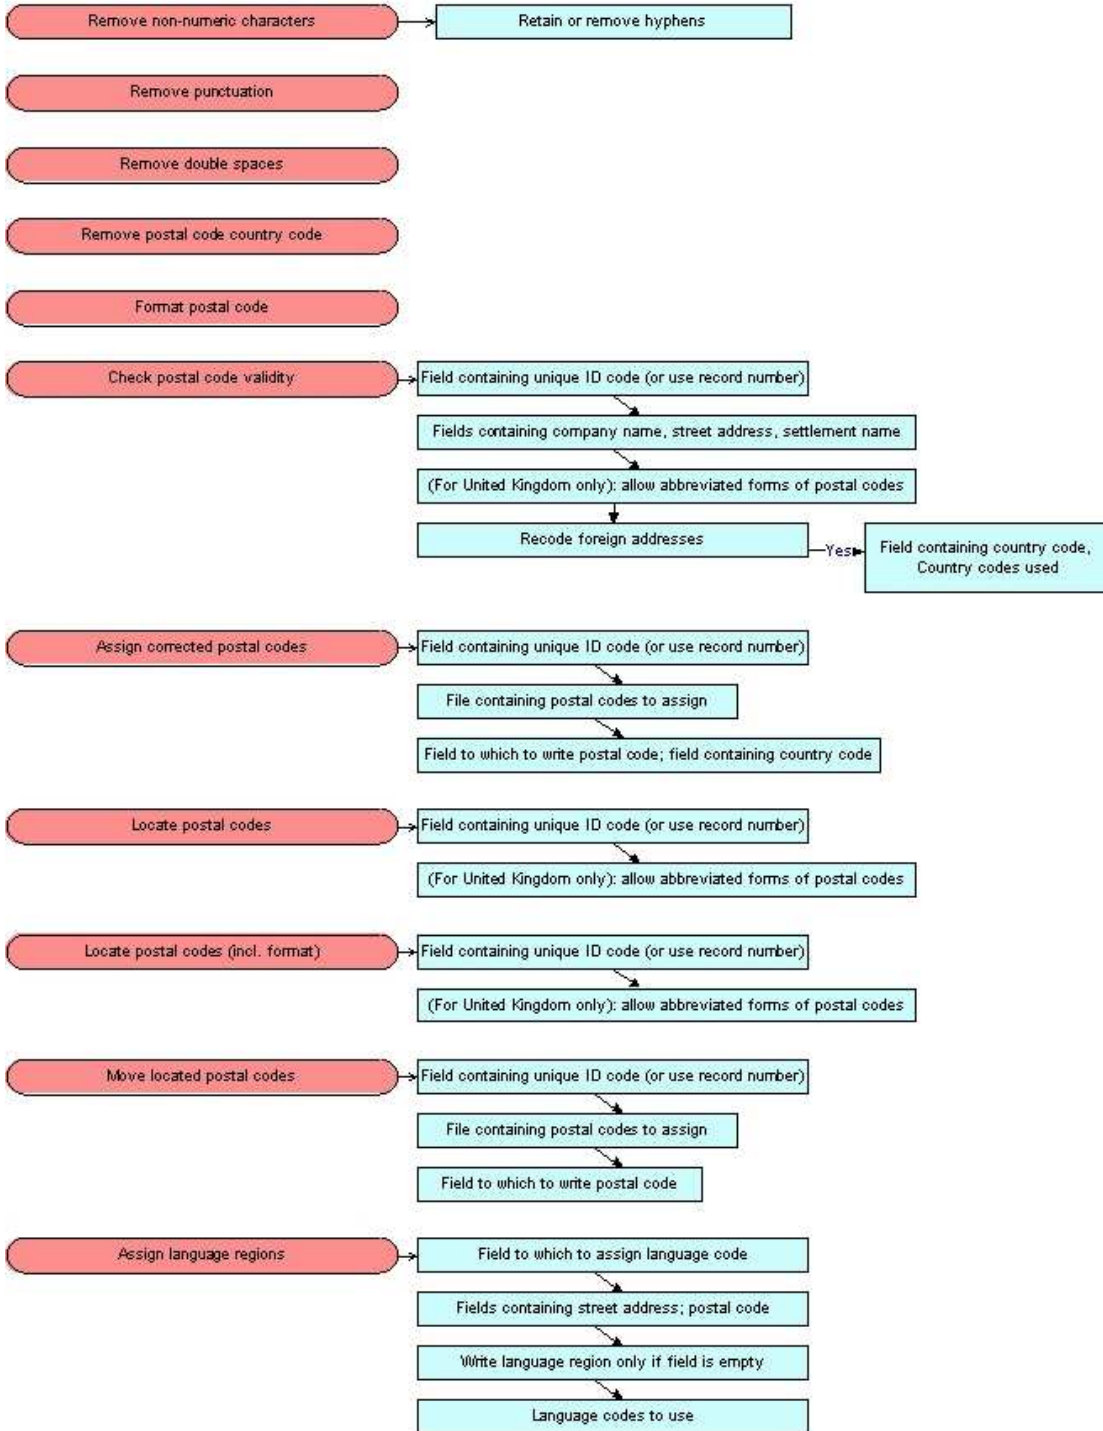 Remove non-numeric characters
Retain or remove hyphens
Remove punctuation
Remove double spaces
Remove postal code country code
Format postal code
Check postal code validity
Field containing unique ID code (or use record number)
Fields containing company name, street address, settlement name
(For United Kingdom only): allow abbreviated forms of postal codes
Recode foreign addresses
Yes
Field containing country code,
Country codes used
Assign corrected postal codes
Field containing unique ID code (or use record number)
File containing postal codes to assign
Field to which to write postal code; field containing country code
Locate postal codes
Field containing unique ID code (or use record number)
(For United Kingdom only): allow abbreviated forms of postal codes
Locate postal codes (incl. format)
Field containing unique ID code (or use record number)
(For United Kingdom only): allow abbreviated forms of postal codes
Move located postal codes
Field containing unique ID code (or use record number)
File containing postal codes to assign
Field to which to write postal code
Assign language regions
Field to which to assign language code
Fields containing street address; postal code
Write language region only if field is empty
Language codes to use